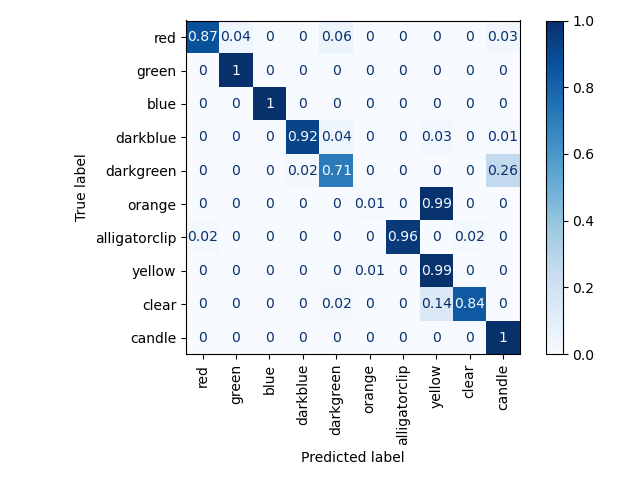 red 0.87 0.04 0 0 0.06 0 0 0 0 0.03
green 0 1 0 0 0 0 0 0 0 0
blue 0 0 1 0 0 0 0 0 0 0
darkblue 0 0 0 0.92 0.04 0 0 0.03 0 0.01
darkgreen 0 0 0 0.02 0.71 0 0 0 0 0.26
orange 0 0 0 0 0 0.01 0 0.99 0 0
alligatorclip 0.02 0 0 0 0 0 0.96 0 0.02 0
yellow 0 0 0 0 0 0.01 0 0.99 0 0
clear 0 0 0 0 0.02 0 0 0.14 0.84 0
candle 0 0 0 0 0 0 0 0 0 1
True label
red green blue darkblue darkgreen orange alligatorclip yellow clear candle
Predicted label
1.0
0.8
0.6
0.4
0.2
0.0